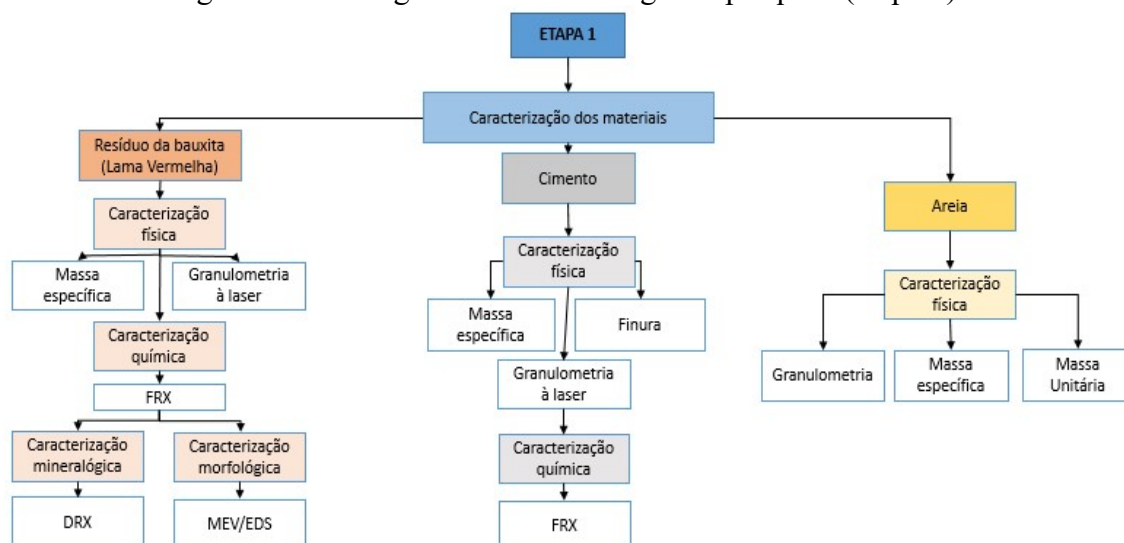 ETAPA 1
Caracterização dos materiais
Resíduo da bauxita
(Lama Vermelha)
Caracterização
física
Massa
específica
Granulometria
à laser
Caracterização
química
FRX
Caracterização
mineralógica
Caracterização
morfológica
DRX
MEV/EDS
Cimento
Caracterização
física
Massa
específica
Finura
Granulometria
à laser
Caracterização
química
FRX
Areia
Caracterização
física
Granulometria
Massa
específica
Massa
Unitária